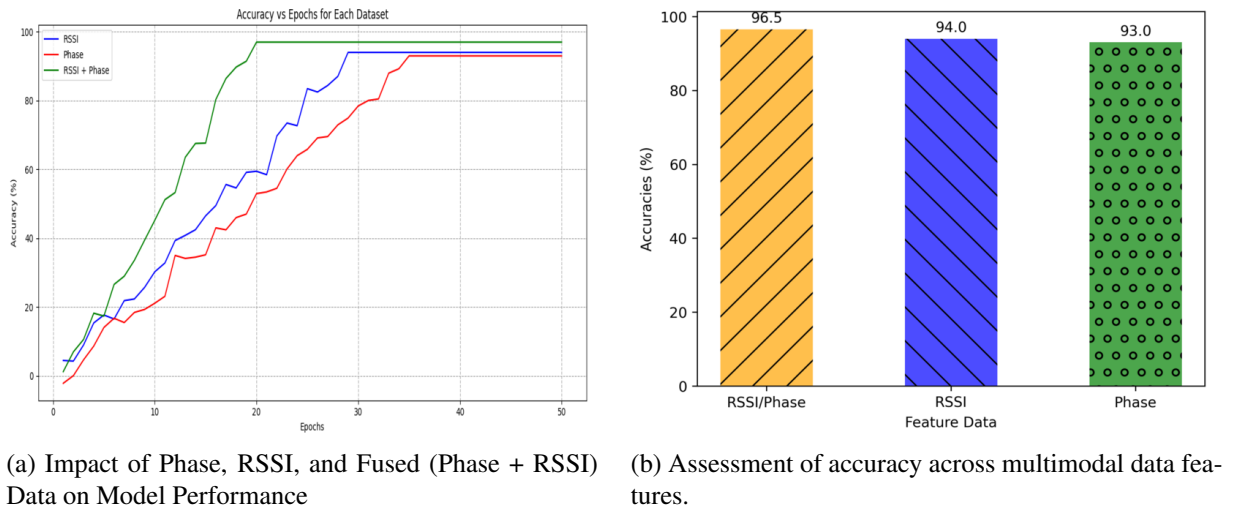 Accuracy vs Epochs for Each Dataset
RSSI
Phase
RSSI + Phase
100
80
60
40
20
0
Accuracy (%)
0 10 20 30 40 50
Epochs
(a) Impact of Phase, RSSI, and Fused (Phase + RSSI)
Data on Model Performance
96.5
94.0
93.0
100
80
60
40
20
0
Accuracies (%)
RSSI/Phase RSSI Phase
Feature Data
(b) Assessment of accuracy across multimodal data fea-
tures.